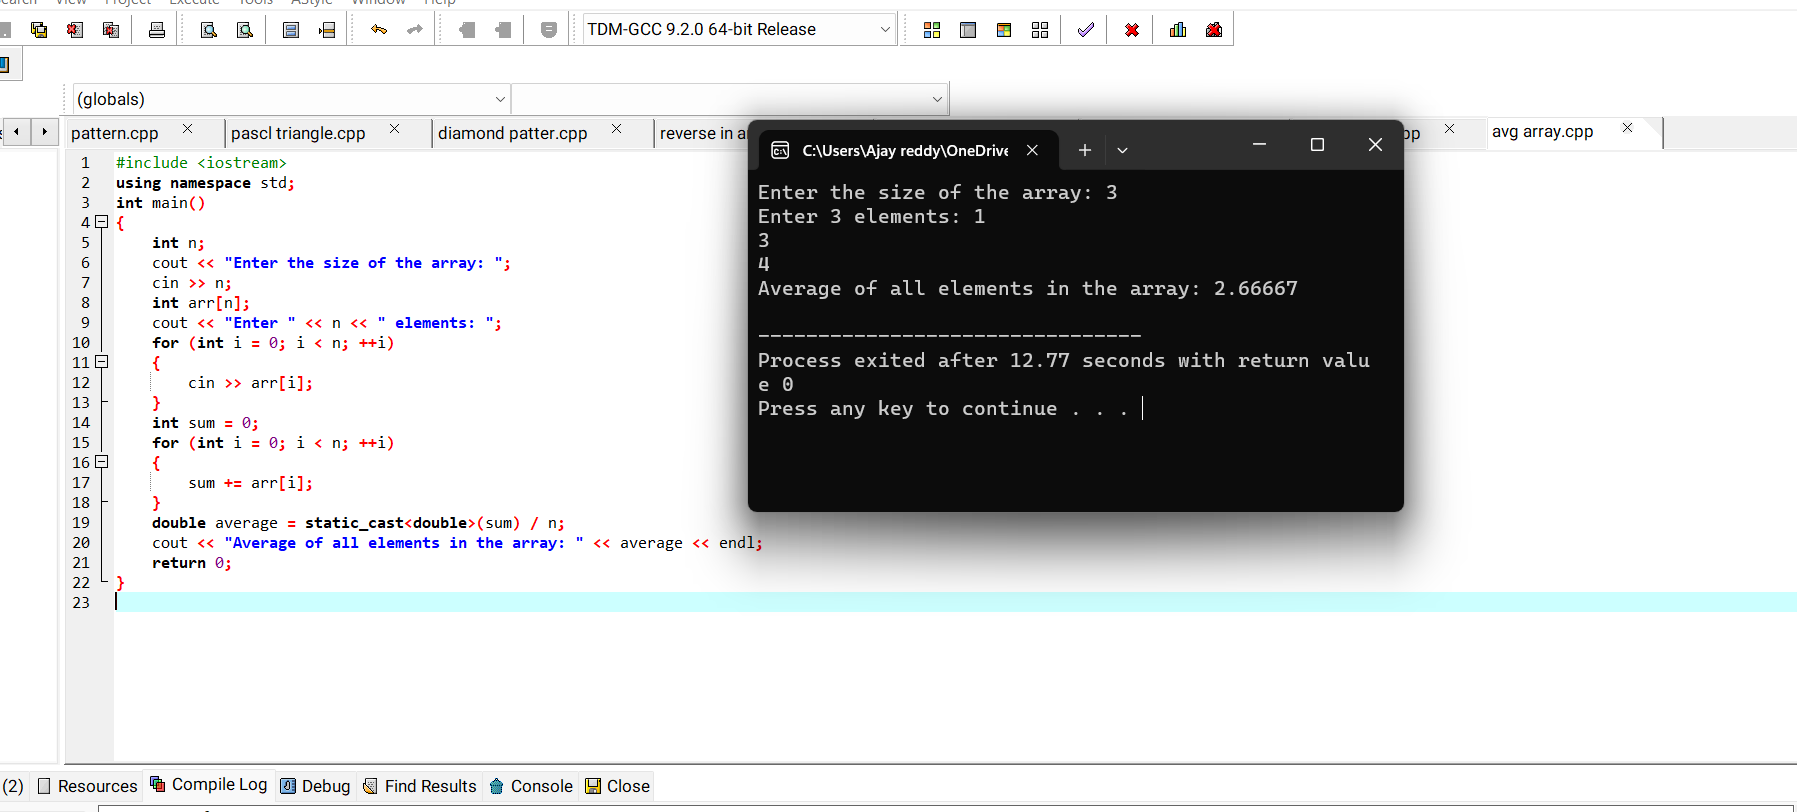 View Project Execute Tools AStyle Window Help
TDM-GCC 9.2.0 64-bit Release
(globals)
pattern.cpp pascl triangle.cpp diamond patter.cpp reverse in a avg array.cpp
1 #include <iostream>
2 using namespace std;
3 int main()
4 {
5 int n;
6 cout << "Enter the size of the array: ";
7 cin >> n;
8 int arr[n];
9 cout << "Enter " << n << " elements: ";
10 for (int i = 0; i < n; ++i)
11 {
12 cin >> arr[i];
13 }
14 int sum = 0;
15 for (int i = 0; i < n; ++i)
16 {
17 sum += arr[i];
18 }
19 double average = static_cast<double>(sum) / n;
20 cout << "Average of all elements in the array: " << average << endl;
21 return 0;
22 }
23
C:\Users\Ajay reddy\OneDrive
Enter the size of the array: 3
Enter 3 elements: 1
3
4
Average of all elements in the array: 2.66667
--------------------------------
Process exited after 12.77 seconds with return valu
e 0
Press any key to continue . . .
(2) Resources Compile Log Debug Find Results Console Close